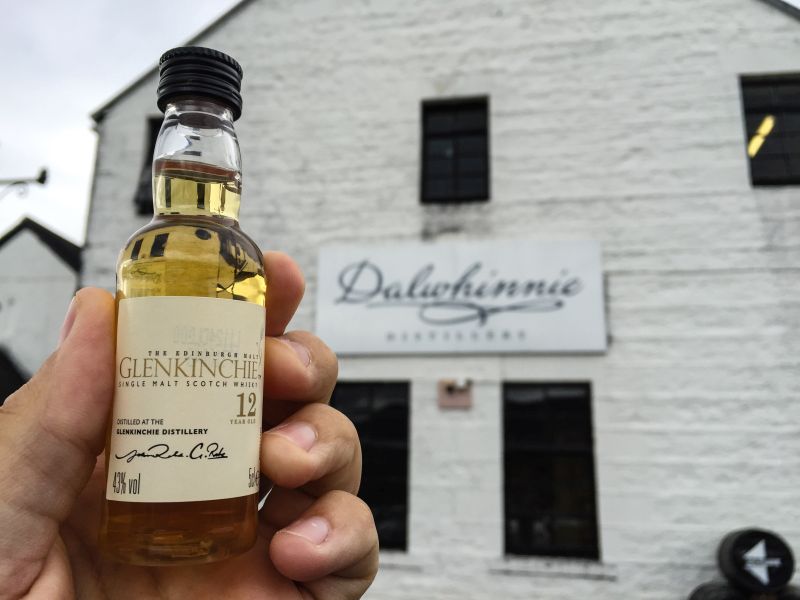 THE EDINBURGH MALT
GLENKINCHIE
SINGLE MALT SCOTCH WHISKY
12
YEAR OLD
DISTILLED AT THE
GLENKINCHIE DISTILLERY
43% vol
Dalwhinnie
DISTILLERY